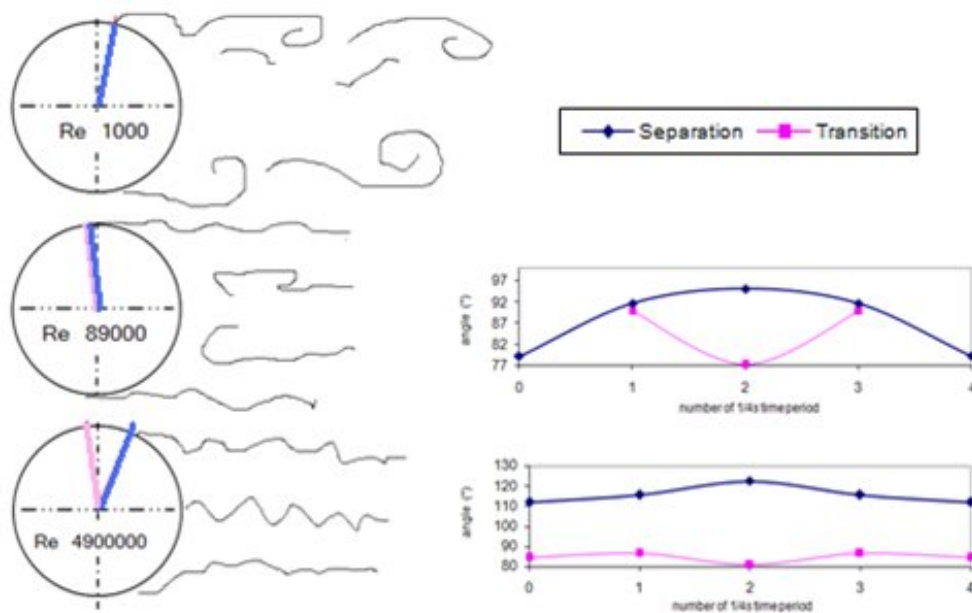 Re 1000
Separation Transition
Re 89000
97
92
87
82
77
angle (°)
0 1 2 3 4
number of 1/4s time period
Re 4900000
130
120
110
100
90
80
angle (°)
0 1 2 3 4
number of 1/4s time period